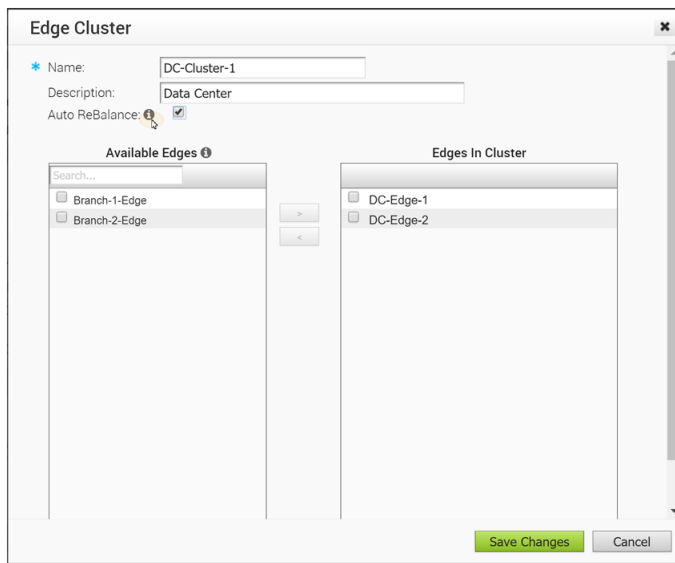 Edge Cluster
* Name: DC-Cluster-1
Description: Data Center
Auto ReBalance:
Available Edges
Edges In Cluster
Search...
Branch-1-Edge
Branch-2-Edge
>
<
DC-Edge-1
DC-Edge-2
Save Changes
Cancel